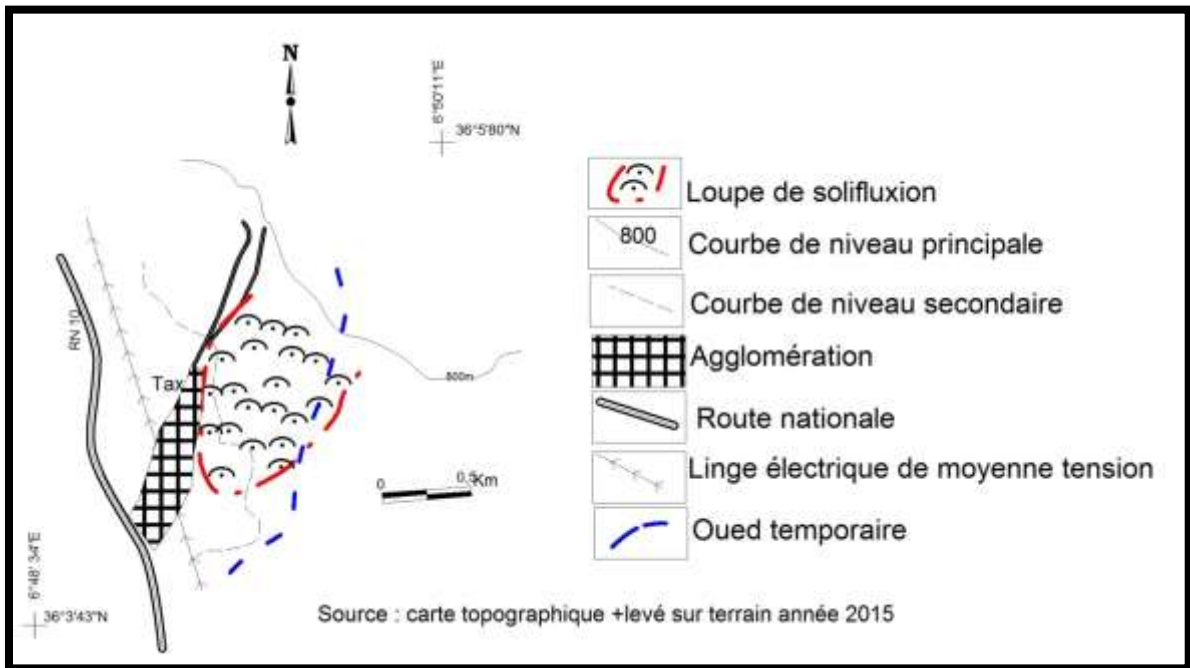 N
6°50'11"E
36°5'80"N
RN 10
Tax
800m
0 0,5Km
6°48' 34"E
36°3'43"N
Loupe de solifluxion
800 Courbe de niveau principale
Courbe de niveau secondaire
Agglomération
Route nationale
Linge électrique de moyenne tension
Oued temporaire
Source : carte topographique +levé sur terrain année 2015